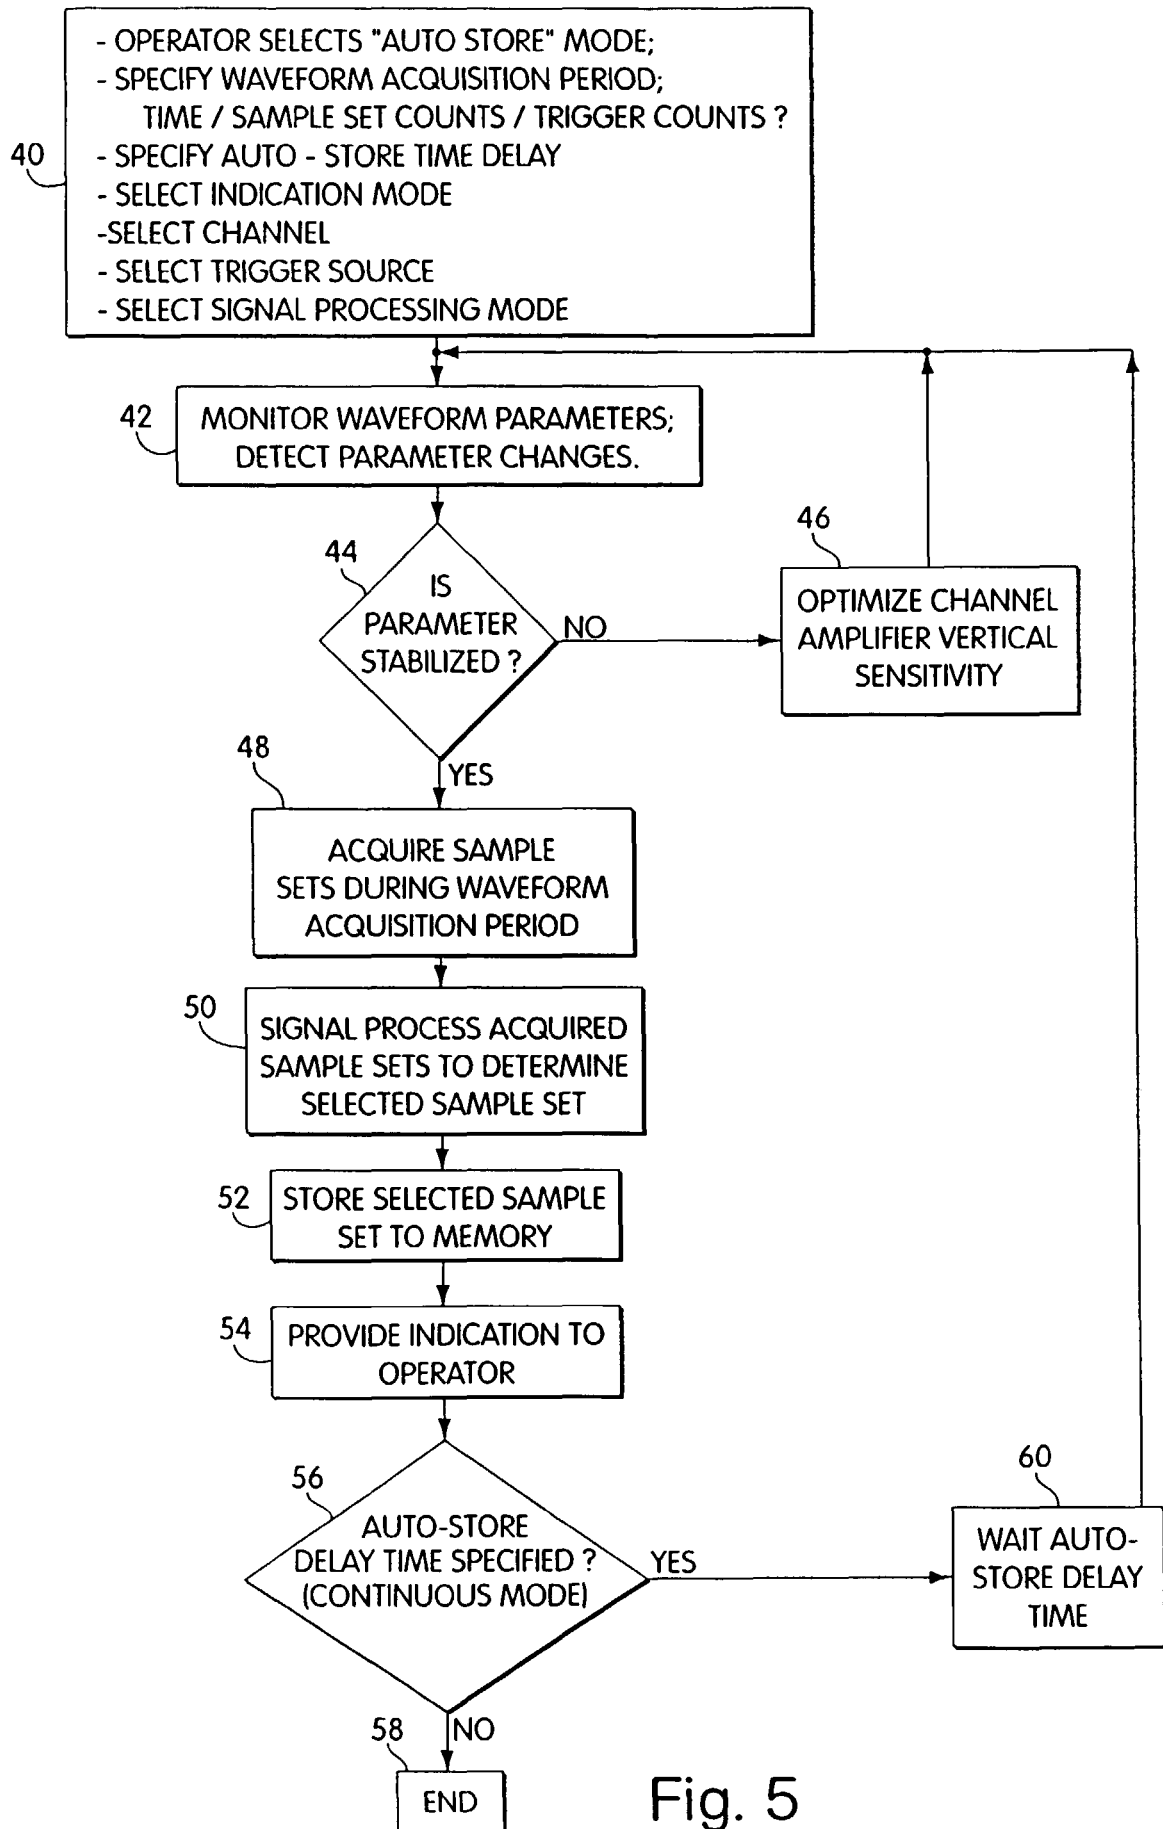 - OPERATOR SELECTS "AUTO STORE" MODE;
- SPECIFY WAVEFORM ACQUISITION PERIOD;
TIME / SAMPLE SET COUNTS / TRIGGER COUNTS ?
- SPECIFY AUTO - STORE TIME DELAY
- SELECT INDICATION MODE
-SELECT CHANNEL
- SELECT TRIGGER SOURCE
- SELECT SIGNAL PROCESSING MODE
40
42
MONITOR WAVEFORM PARAMETERS;
DETECT PARAMETER CHANGES.
44
IS
PARAMETER
STABILIZED ?
NO
46
OPTIMIZE CHANNEL
AMPLIFIER VERTICAL
SENSITIVITY
YES
48
ACQUIRE SAMPLE
SETS DURING WAVEFORM
ACQUISITION PERIOD
50
SIGNAL PROCESS ACQUIRED
SAMPLE SETS TO DETERMINE
SELECTED SAMPLE SET
52
STORE SELECTED SAMPLE
SET TO MEMORY
54
PROVIDE INDICATION TO
OPERATOR
56
AUTO-STORE
DELAY TIME SPECIFIED ?
(CONTINUOUS MODE)
YES
60
WAIT AUTO-
STORE DELAY
TIME
NO
58
END
Fig. 5